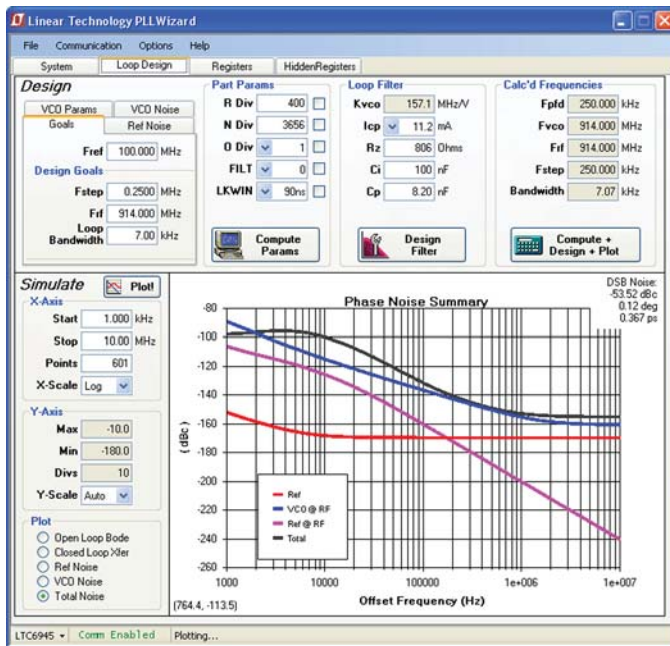 Linear Technology PLLWizard
File Communication Options Help
System Loop Design Registers HiddenRegisters
Design
VCO Params VCO Noise
Goals Ref Noise
Fref 100.000 MHz
Design Goals
Fstep 0.2500 MHz
Frf 914.000 MHz
Loop
Bandwidth 7.00 kHz
Part Params
R Div 400
N Div 3656
O Div 1
FILT 0
LKWIN 90ns
Compute
Params
Loop Filter
Kvco 157.1 MHz/V
Icp 11.2 mA
Rz 806 Ohms
Ci 100 nF
Cp 8.20 nF
Design
Filter
Calc'd Frequencies
Fpfd 250.000 kHz
Fvco 914.000 MHz
Frf 914.000 MHz
Fstep 250.000 kHz
Bandwidth 7.07 kHz
Compute +
Design + Plot
Simulate Plot!
X-Axis
Start 1.000 kHz
Stop 10.00 MHz
Points 601
X-Scale Log
Y-Axis
Max -10.0
Min -180.0
Divs 10
Y-Scale Auto
Plot
Open Loop Bode
Closed Loop Xfer
Ref Noise
VCO Noise
Total Noise
DSB Noise:
-53.52 dBc
0.12 deg
0.367 ps
Phase Noise Summary
-80
-100
-120
-140
-160
-180
-200
-220
-240
-260
(dBc)
Ref
VCO @ RF
Ref @ RF
Total
1000 10000 100000 1e+06 1e+07
Offset Frequency (Hz)
(764.4, -113.5)
LTC6945 Comm Enabled Plotting...